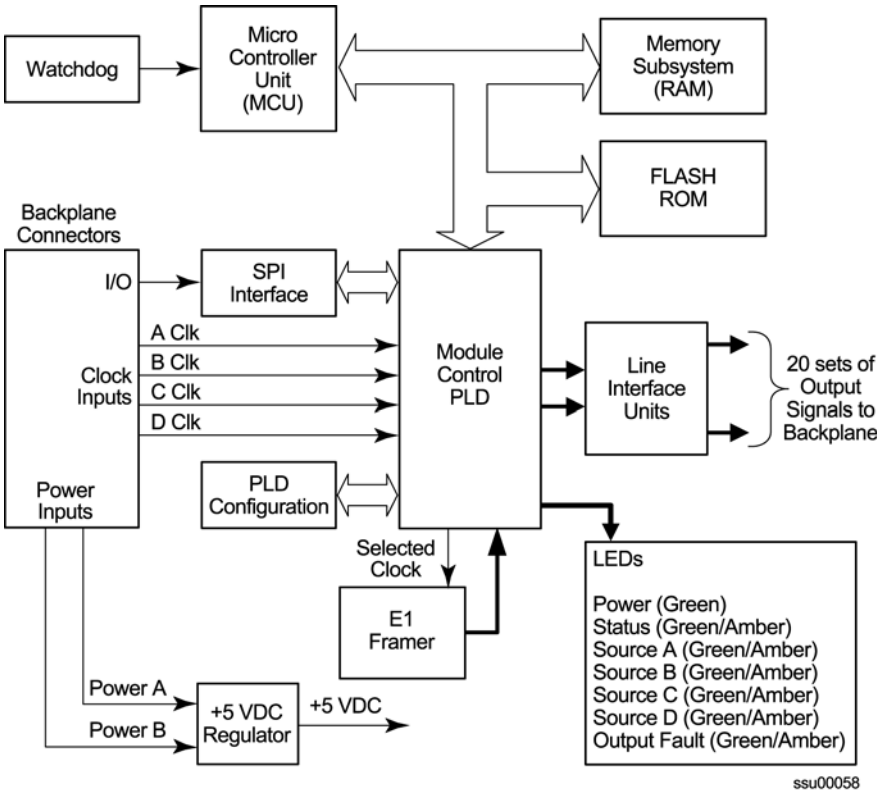 Watchdog
Micro
Controller
Unit
(MCU)
Memory
Subsystem
(RAM)
FLASH
ROM
Backplane
Connectors
I/O
SPI
Interface
A Clk
B Clk
Clock
Inputs
C Clk
D Clk
Module
Control
PLD
Line
Interface
Units
20 sets of
Output
Signals to
Backplane
Power
Inputs
PLD
Configuration
Selected
Clock
E1
Framer
LEDs
Power (Green)
Status (Green/Amber)
Source A (Green/Amber)
Source B (Green/Amber)
Source C (Green/Amber)
Source D (Green/Amber)
Output Fault (Green/Amber)
Power A
Power B
+5 VDC
Regulator
+5 VDC
ssu00058